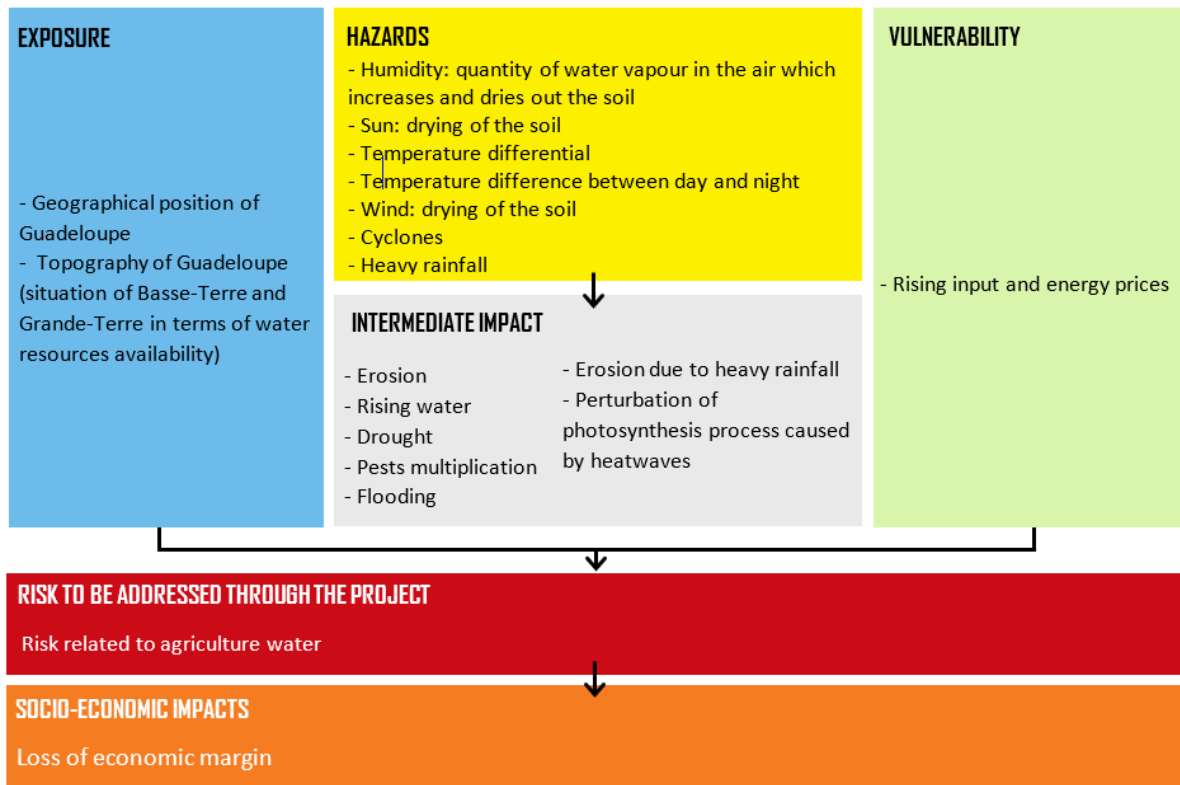 EXPOSURE
- Geographical position of
Guadeloupe
-  Topography of Guadeloupe
(situation of Basse-Terre and
Grande-Terre in terms of water
resources availability)
HAZARDS
- Humidity: quantity of water vapour in the air which
increases and dries out the soil
- Sun: drying of the soil
- Temperature differential
- Temperature difference between day and night
- Wind: drying of the soil
- Cyclones
- Heavy rainfall
INTERMEDIATE IMPACT
- Erosion
- Rising water
- Drought
- Pests multiplication
- Flooding
- Erosion due to heavy rainfall
- Perturbation of
photosynthesis process caused
by heatwaves
VULNERABILITY
- Rising input and energy prices
RISK TO BE ADDRESSED THROUGH THE PROJECT
Risk related to agriculture water
SOCIO-ECONOMIC IMPACTS
Loss of economic margin